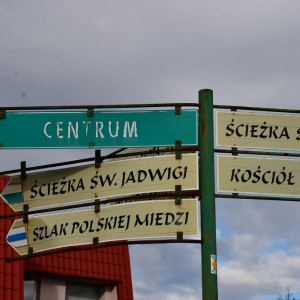 CENTRUM
ŚCIEŻKA ŚW. JADWIGI
SZLAK POLSKIEJ MIEDZI
ŚCIEŻKA
KOŚCIÓŁ